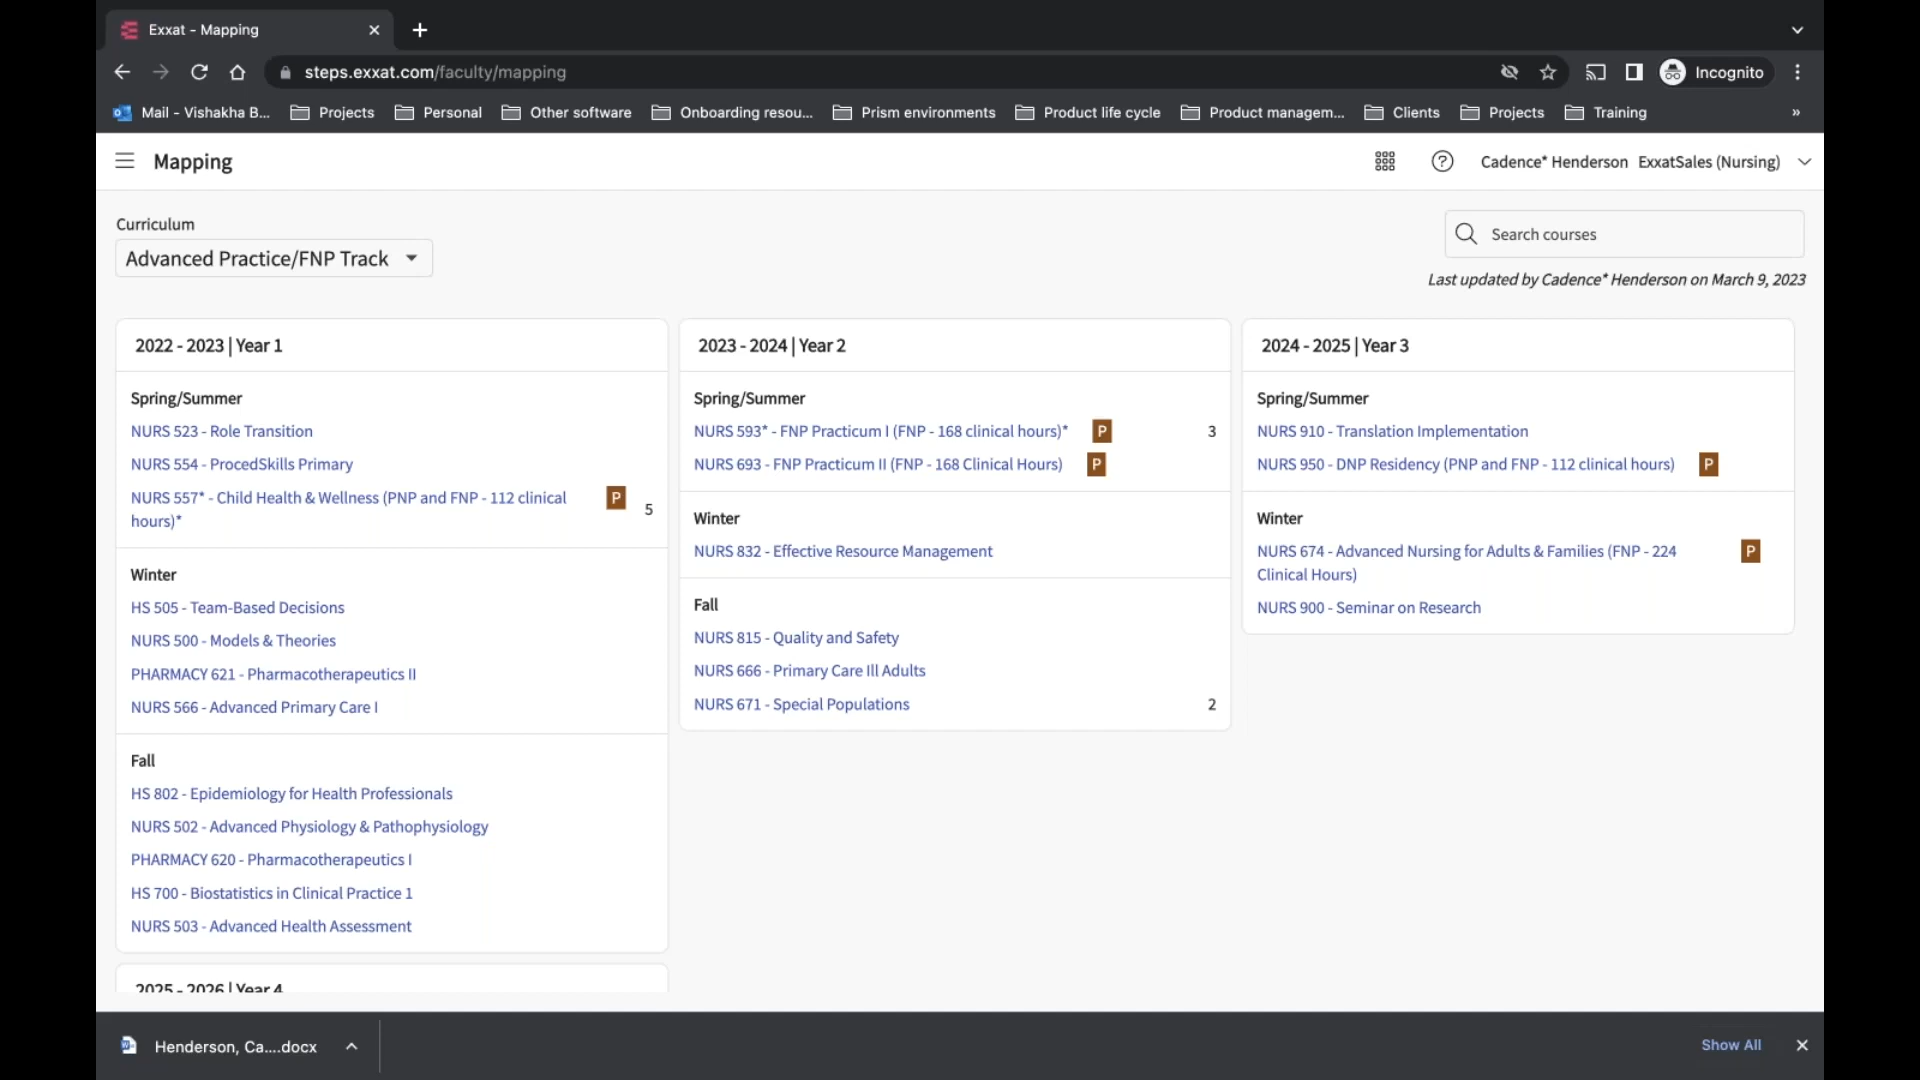 Exxat - Mapping
steps.exxat.com/faculty/mapping
Incognito
Mail - Vishakha B...
Projects
Personal
Other software
Onboarding resou...
Prism environments
Product life cycle
Product managem...
Clients
Projects
Training
»
Mapping
Cadence* Henderson ExxatSales (Nursing)
Curriculum
Advanced Practice/FNP Track
Search courses
Last updated by Cadence* Henderson on March 9, 2023
2022 - 2023 | Year 1
Spring/Summer
NURS 523 - Role Transition
NURS 554 - ProcedSkills Primary
NURS 557* - Child Health & Wellness (PNP and FNP - 112 clinical P
hours)* 5
Winter
HS 505 - Team-Based Decisions
NURS 500 - Models & Theories
PHARMACY 621 - Pharmacotherapeutics II
NURS 566 - Advanced Primary Care I
Fall
HS 802 - Epidemiology for Health Professionals
NURS 502 - Advanced Physiology & Pathophysiology
PHARMACY 620 - Pharmacotherapeutics I
HS 700 - Biostatistics in Clinical Practice 1
NURS 503 - Advanced Health Assessment
2023 - 2024 | Year 2
Spring/Summer
NURS 593* - FNP Practicum I (FNP - 168 clinical hours)* P 3
NURS 693 - FNP Practicum II (FNP - 168 Clinical Hours) P
Winter
NURS 832 - Effective Resource Management
Fall
NURS 815 - Quality and Safety
NURS 666 - Primary Care Ill Adults
NURS 671 - Special Populations 2
2024 - 2025 | Year 3
Spring/Summer
NURS 910 - Translation Implementation
NURS 950 - DNP Residency (PNP and FNP - 112 clinical hours) P
Winter
NURS 674 - Advanced Nursing for Adults & Families (FNP - 224 P
Clinical Hours)
NURS 900 - Seminar on Research
2025 - 2026 | Year 4
Henderson, Ca....docx
Show All